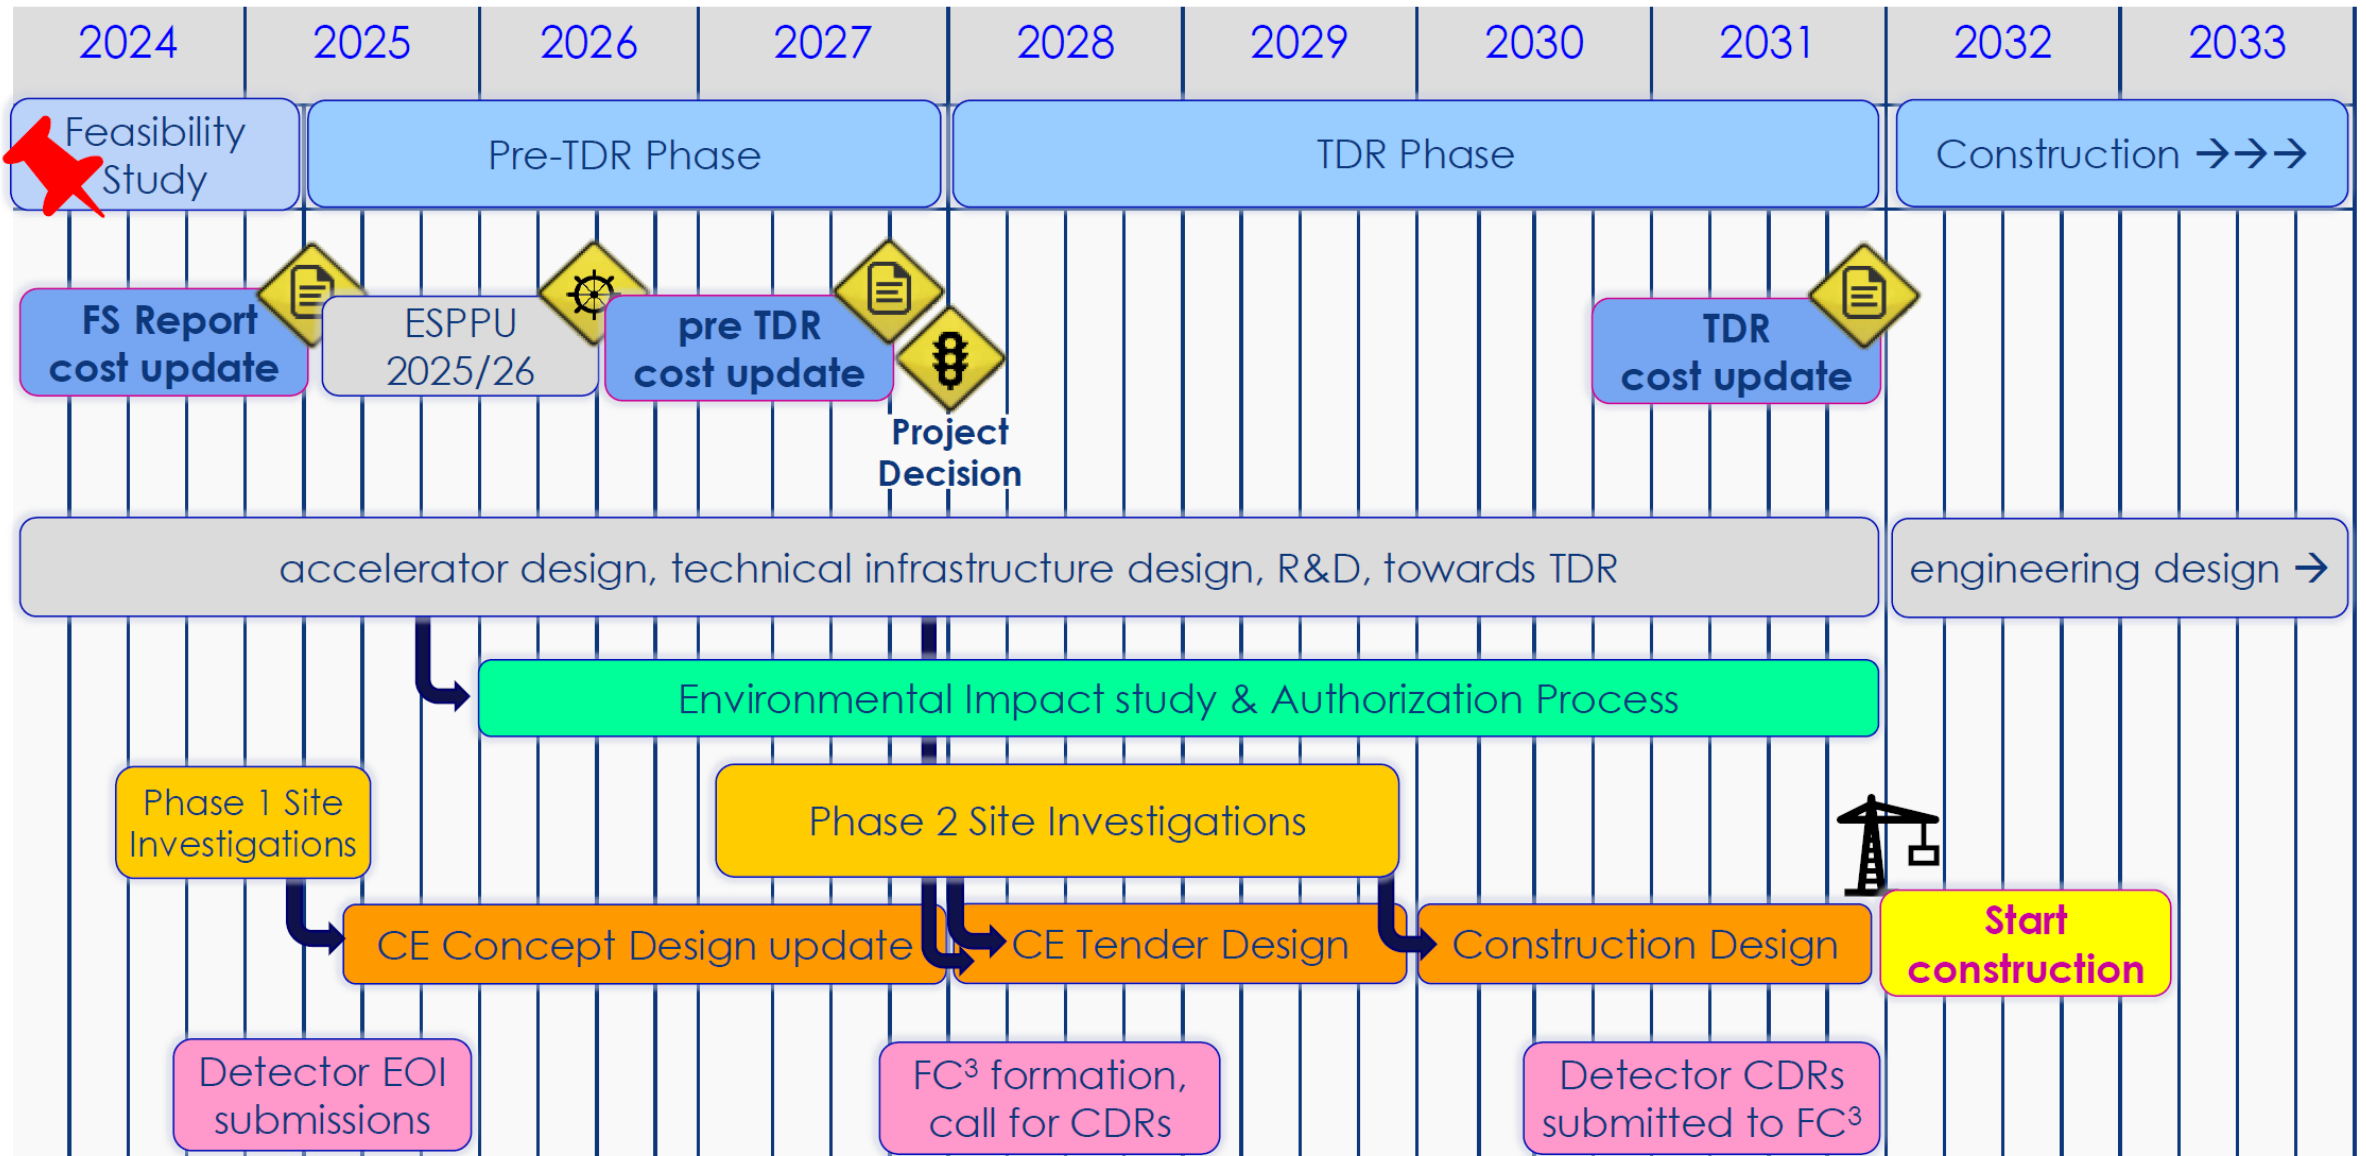 2024 2025 2026 2027 2028 2029 2030 2031 2032 2033
Feasibility
Study
Pre-TDR Phase
TDR Phase
Construction →→→
FS Report
cost update
ESPPU
2025/26
pre TDR
cost update
Project
Decision
TDR
cost update
accelerator design, technical infrastructure design, R&D, towards TDR
engineering design →
Environmental Impact study & Authorization Process
Phase 1 Site
Investigations
Phase 2 Site Investigations
CE Concept Design update
CE Tender Design
Construction Design
Start
construction
Detector EOI
submissions
FC³ formation,
call for CDRs
Detector CDRs
submitted to FC³